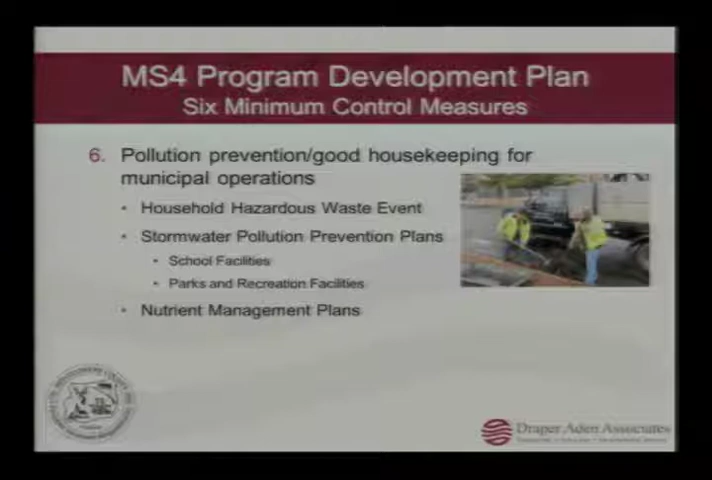 MS4 Program Development Plan
Six Minimum Control Measures
6. Pollution prevention/good housekeeping for
municipal operations
• Household Hazardous Waste Event
• Stormwater Pollution Prevention Plans
• School Facilities
• Parks and Recreation Facilities
• Nutrient Management Plans
Draper Aden Associates